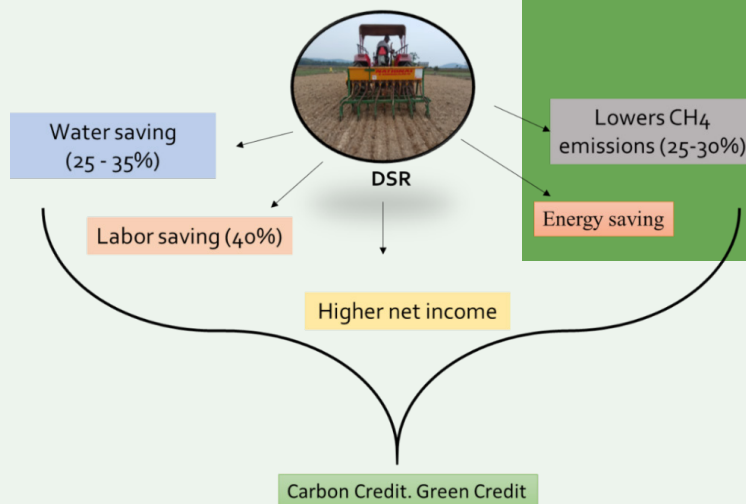 Water saving
(25 - 35%)
Lowers CH4
emissions (25-30%)
DSR
Labor saving (40%)
Energy saving
Higher net income
Carbon Credit. Green Credit